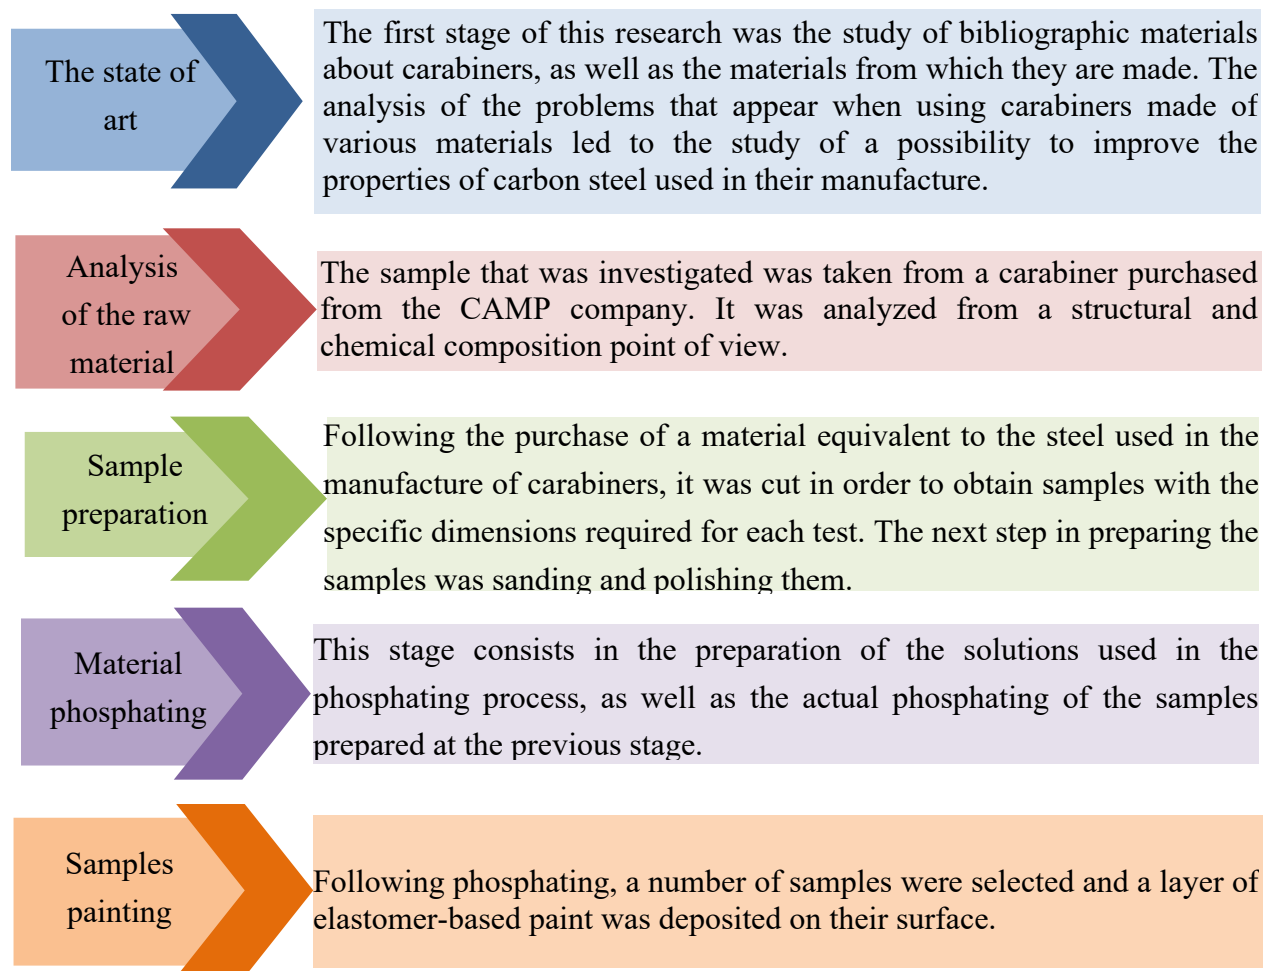 The state of
art
The first stage of this research was the study of bibliographic materials
about carabiners, as well as the materials from which they are made. The
analysis of the problems that appear when using carabiners made of
various materials led to the study of a possibility to improve the
properties of carbon steel used in their manufacture.
Analysis
of the raw
material
The sample that was investigated was taken from a carabiner purchased
from the CAMP company. It was analyzed from a structural and
chemical composition point of view.
Sample
preparation
Following the purchase of a material equivalent to the steel used in the
manufacture of carabiners, it was cut in order to obtain samples with the
specific dimensions required for each test. The next step in preparing the
samples was sanding and polishing them.
Material
phosphating
This stage consists in the preparation of the solutions used in the
phosphating process, as well as the actual phosphating of the samples
prepared at the previous stage.
Samples
painting
Following phosphating, a number of samples were selected and a layer of
elastomer-based paint was deposited on their surface.